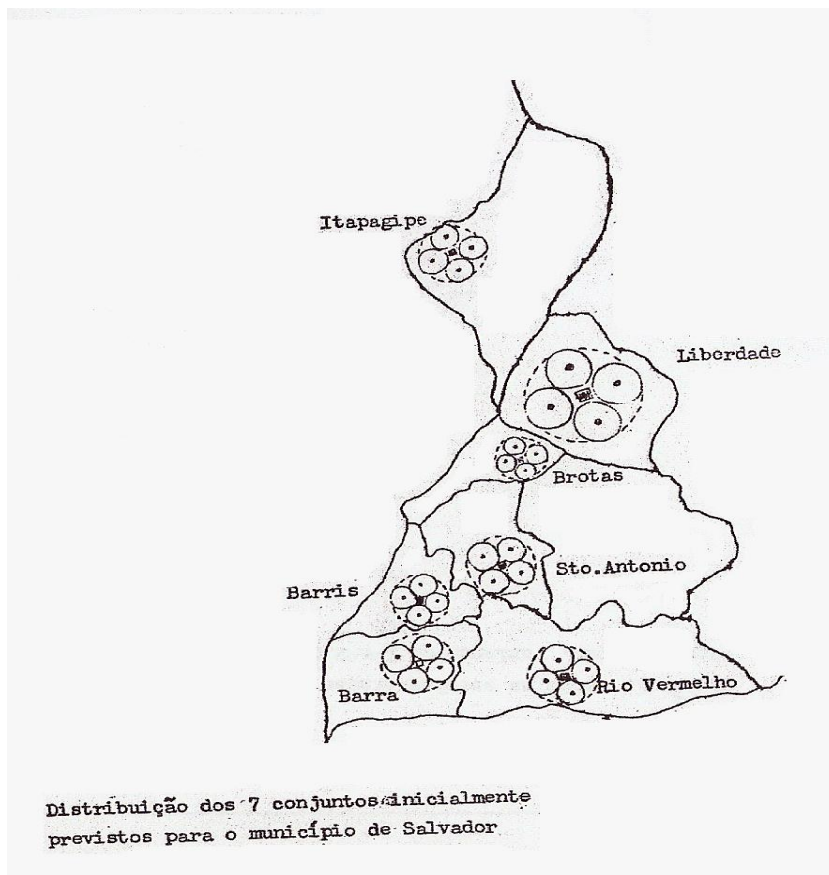 Itapagipe
Liberdade
Brotas
Sto.Antonio
Barris
Barra
Rio Vermelho
Distribuição dos 7 conjuntos inicialmente
previstos para o município de Salvador